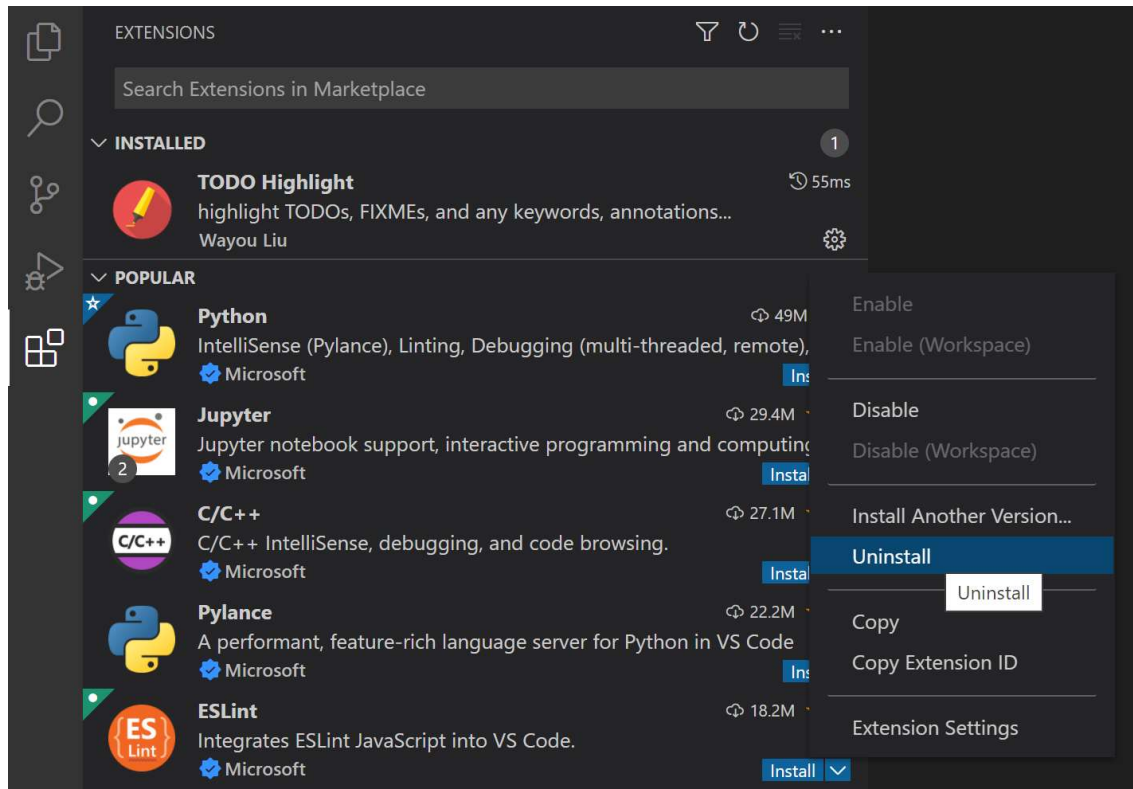 EXTENSIONS
Search Extensions in Marketplace
INSTALLED
1
TODO Highlight
55ms
highlight TODOs, FIXMEs, and any keywords, annotations...
Wayou Liu
POPULAR
Python
49M
IntelliSense (Pylance), Linting, Debugging (multi-threaded, remote),
Microsoft
Jupyter
29.4M
jupyter
2
Jupyter notebook support, interactive programming and computing
Microsoft
C/C++
27.1M
C/C++
C/C++ IntelliSense, debugging, and code browsing.
Microsoft
Pylance
22.2M
A performant, feature-rich language server for Python in VS Code
Microsoft
ESLint
18.2M
ES
Lint
Integrates ESLint JavaScript into VS Code.
Microsoft
Install
Enable
Enable (Workspace)
Disable
Disable (Workspace)
Install Another Version...
Uninstall
Uninstall
Copy
Copy Extension ID
Extension Settings